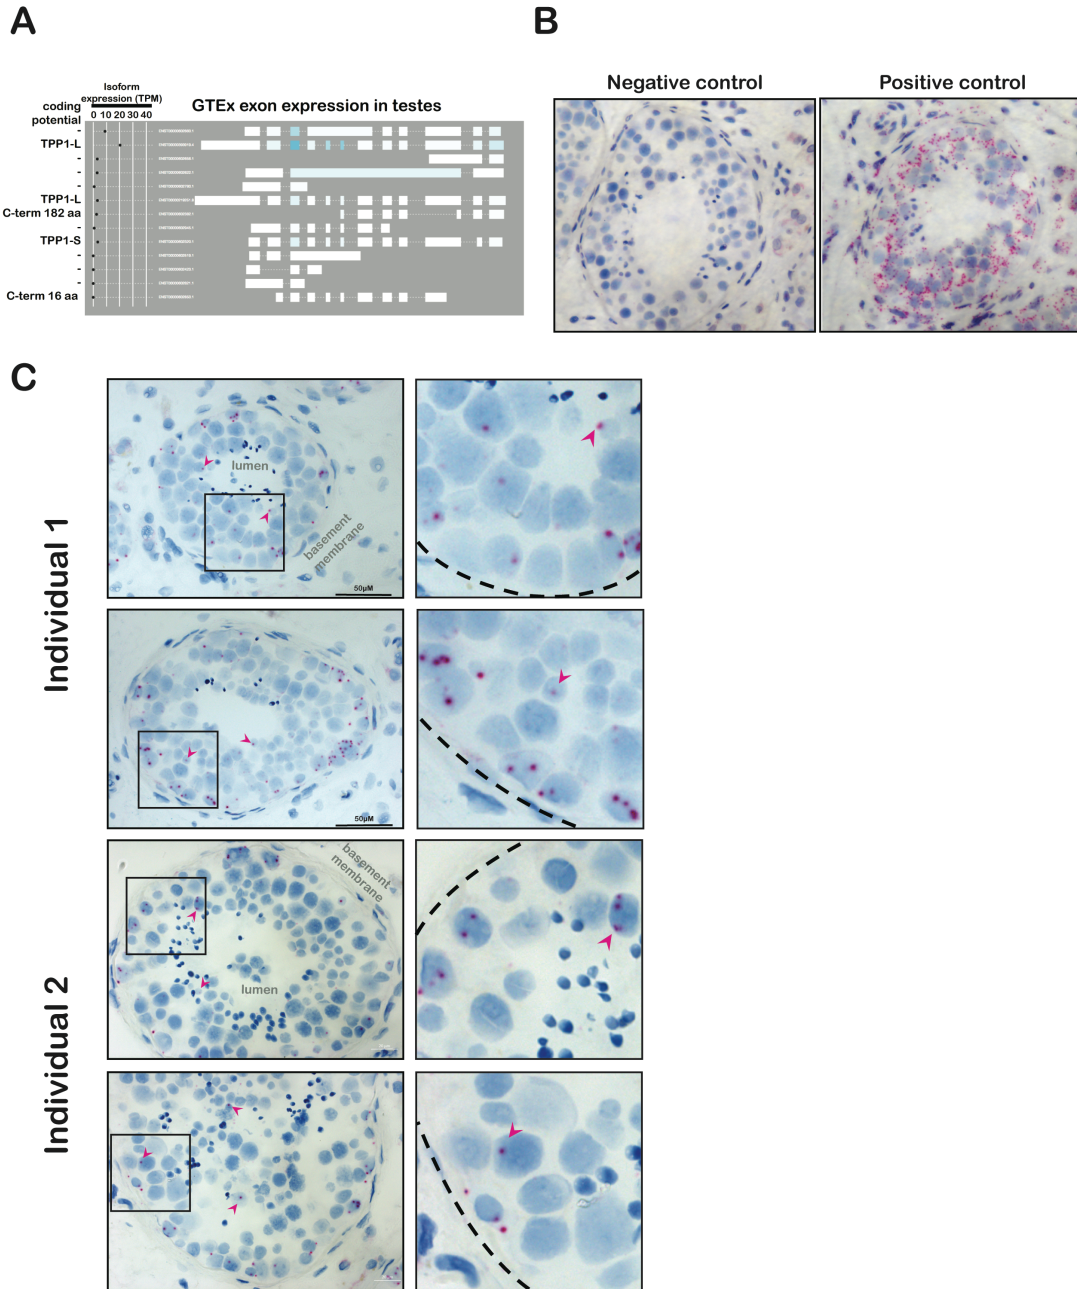 A
B
Isoform
expression (TPM)
coding
potential
0 10 20 30 40
GTEx exon expression in testes
-
TPP1-L
-
-
-
TPP1-L
C-term 182 aa
-
TPP1-S
-
-
-
C-term 16 aa
Negative control
Positive control
C
Individual 1
lumen
basement
membrane
50μM
50μM
Individual 2
basement
membrane
lumen